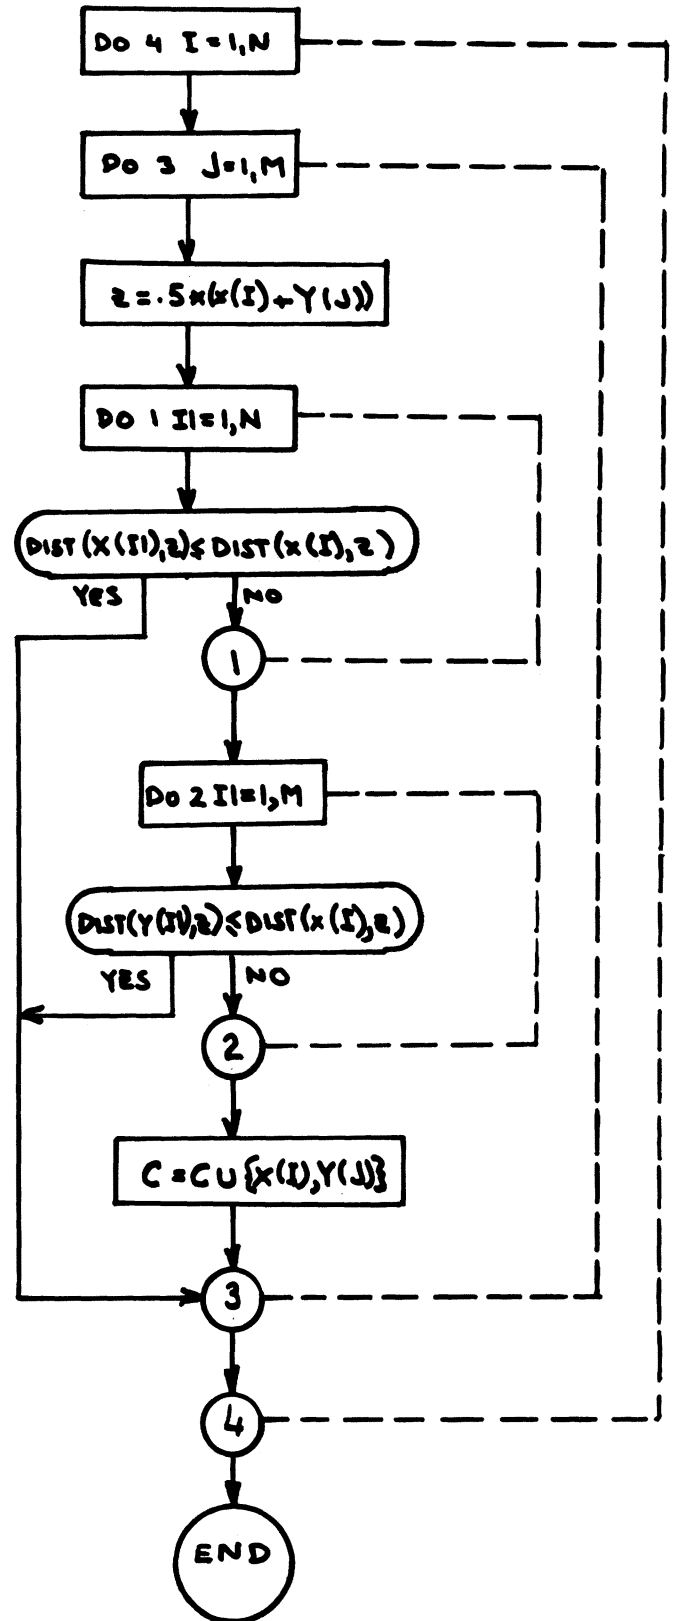 DO 4 I=1,N
DO 3 J=1,M
Z=.5*(X(I)+Y(J))
DO 1 I1=1,N
DIST(X(I1),Z)≤DIST(X(I),Z)
YES
NO
1
DO 2 I1=1,M
DIST(Y(I1),Z)≤DIST(X(I),Z)
YES
NO
2
C=CU{X(I),Y(J)}
3
4
END